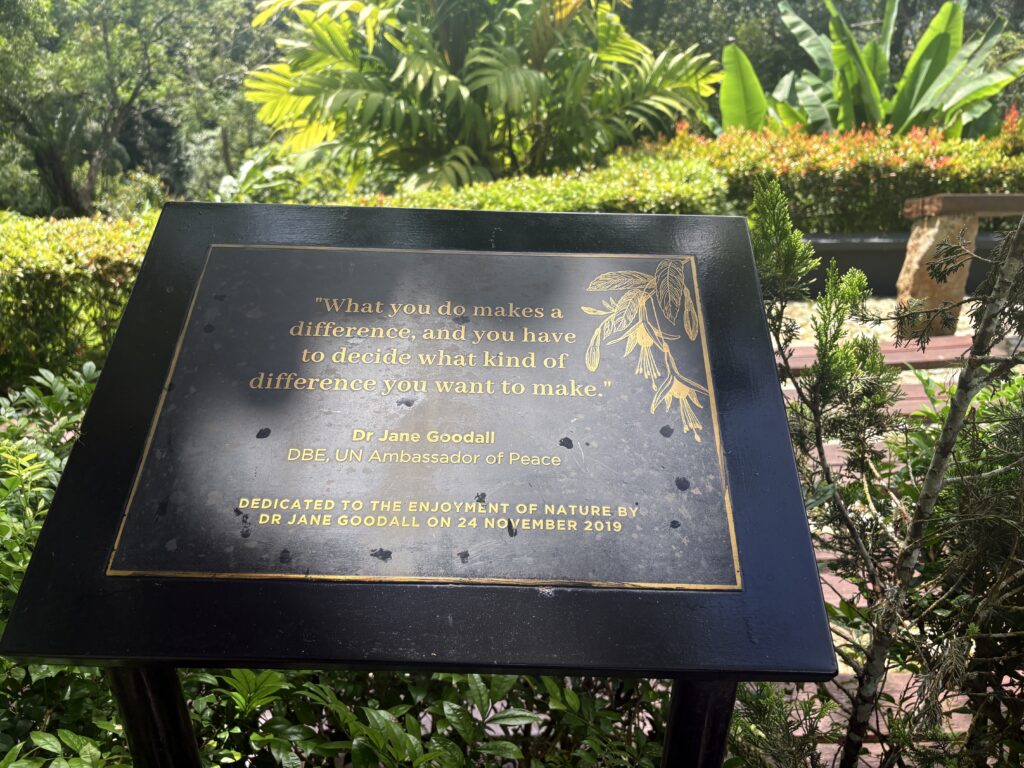 "What you do makes a
difference, and you have
to decide what kind of
difference you want to make."
Dr Jane Goodall
DBE, UN Ambassador of Peace
DEDICATED TO THE ENJOYMENT OF NATURE BY
DR JANE GOODALL ON 24 NOVEMBER 2019